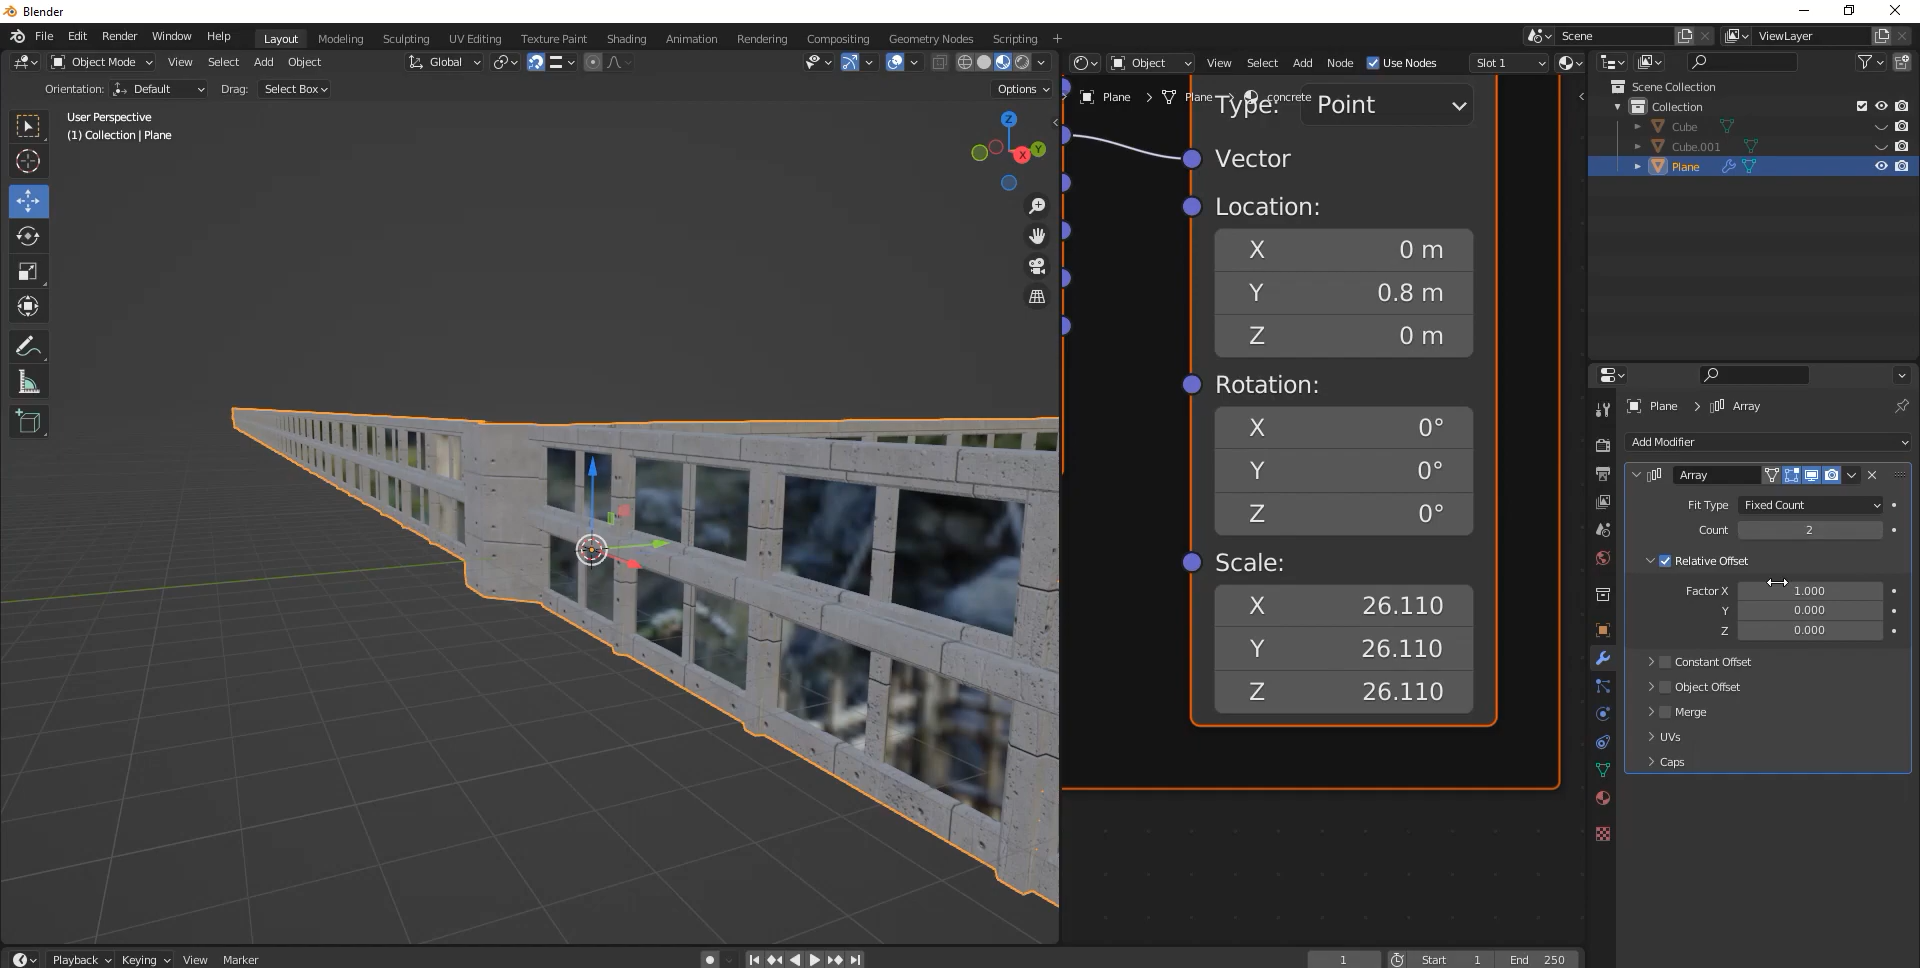 Blender
File Edit Render Window Help Layout Modeling Sculpting UV Editing Texture Paint Shading Animation Rendering Compositing Geometry Nodes Scripting + Scene ViewLayer
Object Mode View Select Add Object Global Object View Select Add Node Use Nodes Slot 1
Orientation: Default Drag: Select Box Options
User Perspective
(1) Collection | Plane
Z
X
Y
Plane > Plane > concrete
Type: Point
Vector
Location:
X 0 m
Y 0.8 m
Z 0 m
Rotation:
X 0°
Y 0°
Z 0°
Scale:
X 26.110
Y 26.110
Z 26.110
Scene Collection
Collection
Cube
Cube.001
Plane
Plane > Array
Add Modifier
Array
Fit Type Fixed Count
Count 2
Relative Offset
Factor X 1.000
Y 0.000
Z 0.000
Constant Offset
Object Offset
Merge
UVs
Caps
Playback Keying View Marker 1 Start 1 End 250